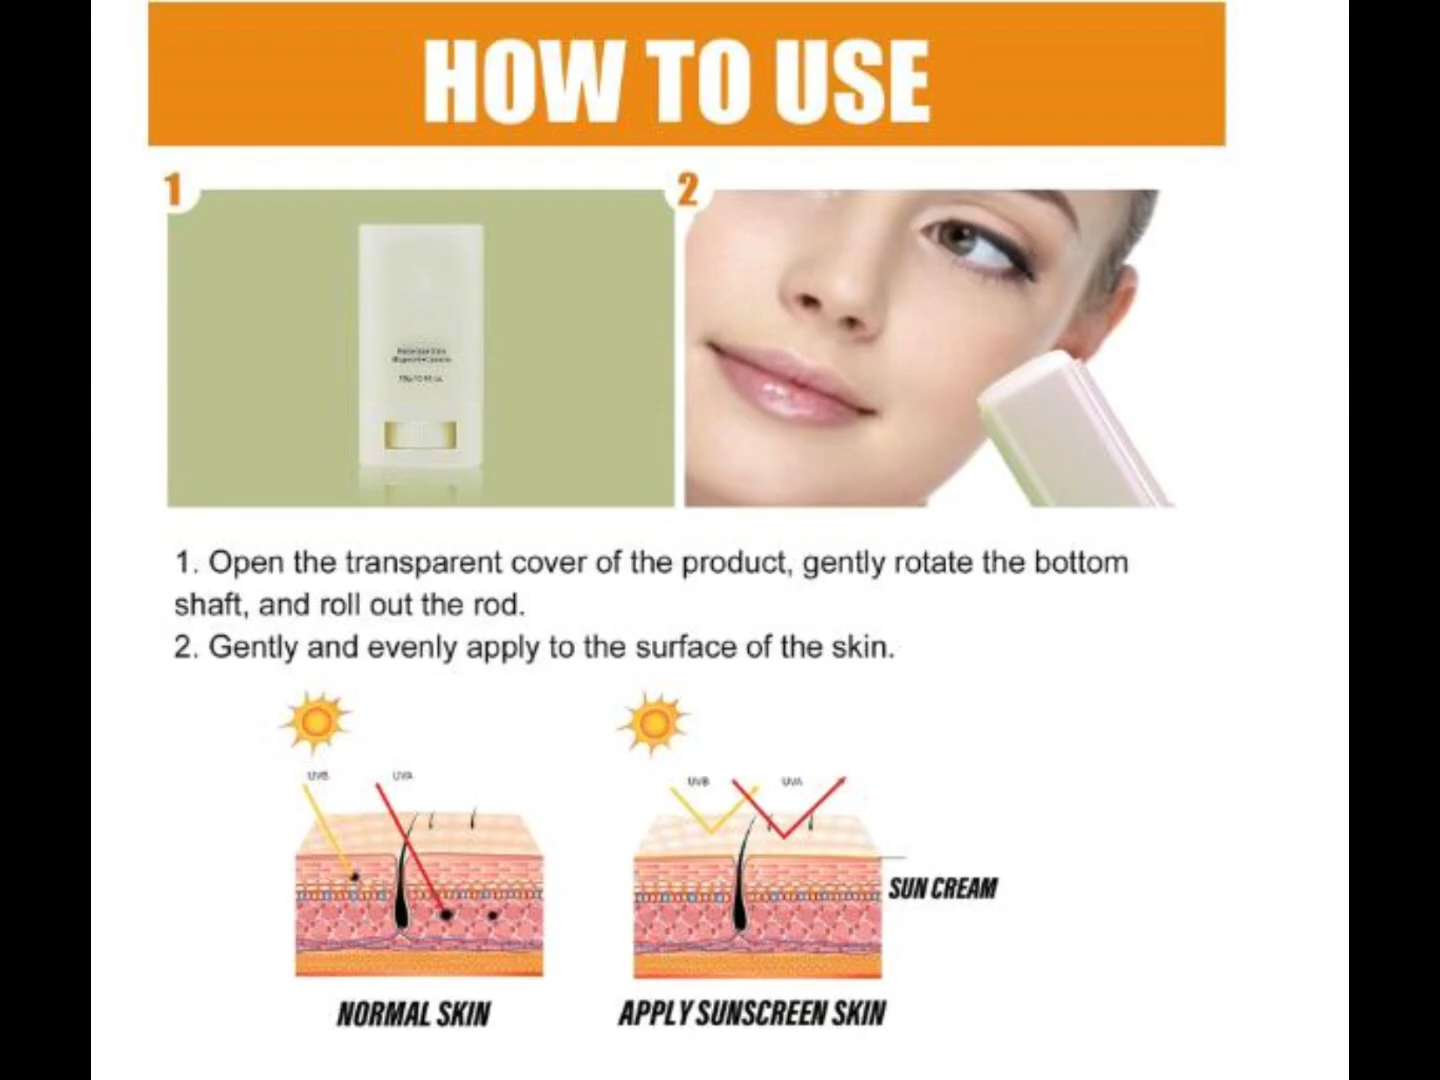 HOW TO USE
1
2
1. Open the transparent cover of the product, gently rotate the bottom
shaft, and roll out the rod.
2. Gently and evenly apply to the surface of the skin.
UVB
UVA
UVB
UVA
SUN CREAM
NORMAL SKIN
APPLY SUNSCREEN SKIN